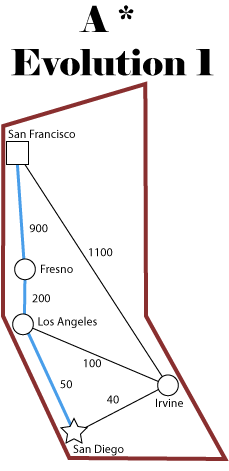 A *
Evolution 1
San Francisco
900
1100
Fresno
200
Los Angeles
100
50
40
Irvine
San Diego